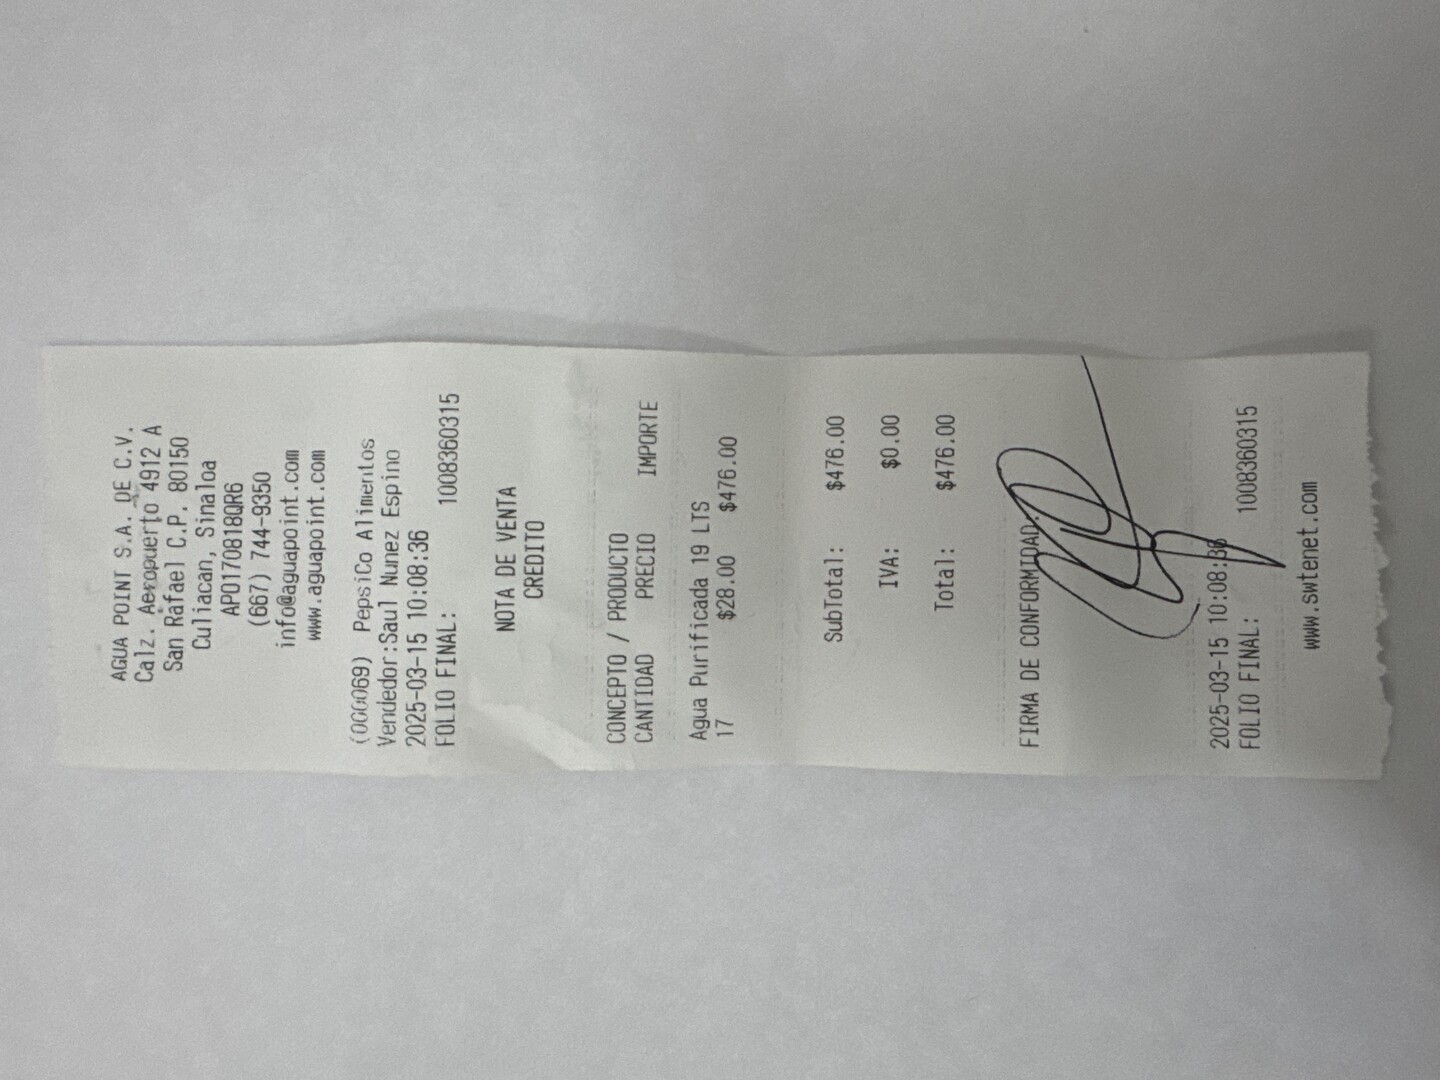 AGUA POINT S.A. DE C.V.
Calz. Aeropuerto 4912 A
San Rafael C.P. 80150
Culiacan, Sinaloa
APO170818QR6
(667) 744-9350
info@aguapoint.com
www.aguapoint.com
(000069) PepsiCo Alimentos
Vendedor:Saul Nunez Espino
2025-03-15 10:08:36
FOLIO FINAL: 1008360315
NOTA DE VENTA
CREDITO
CONCEPTO / PRODUCTO
CANTIDAD PRECIO IMPORTE
Agua Purificada 19 LTS
17 $28.00 $476.00
SubTotal: $476.00
IVA: $0.00
Total: $476.00
FIRMA DE CONFORMIDAD:
2025-03-15 10:08:36
FOLIO FINAL: 1008360315
www.swtenet.com